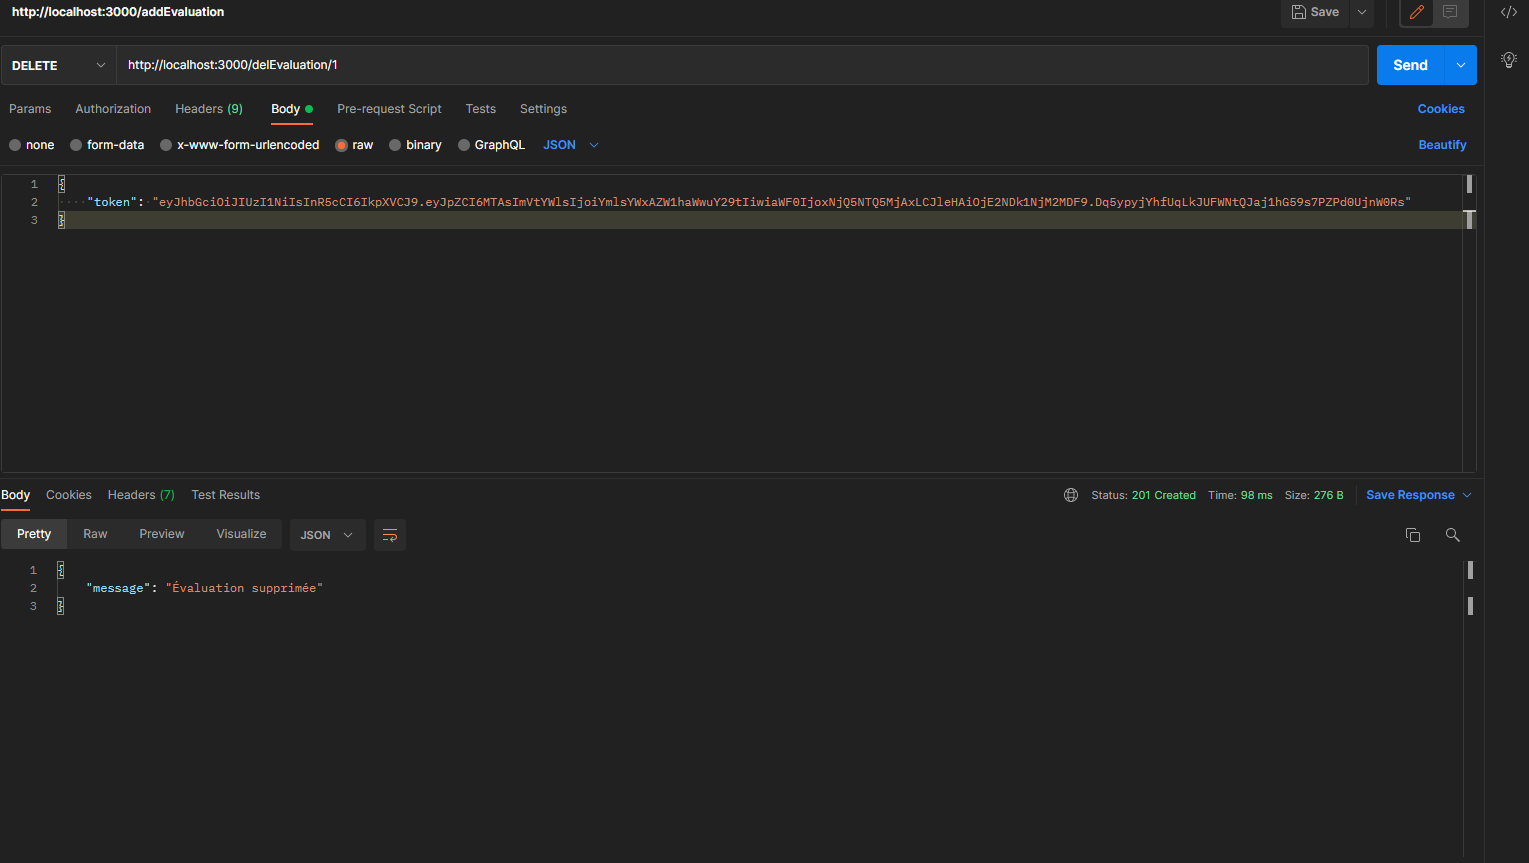 http://localhost:3000/addEvaluation Save
DELETE http://localhost:3000/delEvaluation/1 Send
Params Authorization Headers (9) Body Pre-request Script Tests Settings Cookies
none form-data x-www-form-urlencoded raw binary GraphQL JSON Beautify
1 {
2 "token": "eyJhbGciOiJIUzI1NiIsInR5cCI6IkpXVCJ9.eyJpZCI6MTAsImVtYWlsIjoiYmlsYWxAZW1haWwuY29tIiwiaWF0IjoxNjQ5NTQ5MjAxLCJleHAiOjE2NDk1NjM2MDF9.Dq5ypyjYhfUqLkJUFWNtQJaj1hG59s7PZPd0UjnW0Rs"
3 }
Body Cookies Headers (7) Test Results Status: 201 Created Time: 98 ms Size: 276 B Save Response
Pretty Raw Preview Visualize JSON
1 {
2 "message": "Évaluation supprimée"
3 }